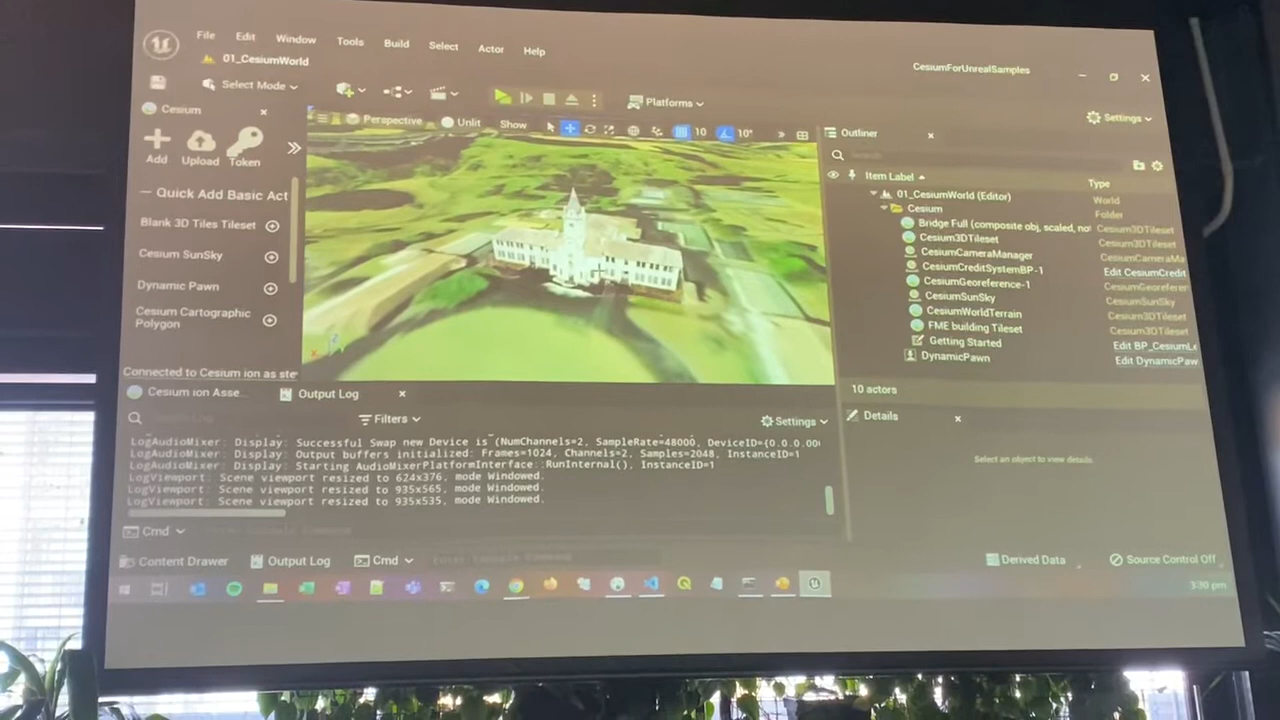 File Edit Window Tools Build Select Actor Help
01_CesiumWorld
CesiumForUnrealSamples
Select Mode
Platforms
Settings
Cesium
Perspective Unlit Show 10 10°
Add Upload Token
Quick Add Basic Act
Blank 3D Tiles Tileset
Cesium SunSky
Dynamic Pawn
Cesium Cartographic
Polygon
Connected to Cesium ion as ste
Outliner
Item Label Type
01_CesiumWorld (Editor) World
Cesium Folder
Bridge Full (composite obj, scaled, no Cesium3DTileset
Cesium3DTileset Cesium3DTileset
CesiumCameraManager CesiumCameraMa
CesiumCreditSystemBP-1 Edit CesiumCredit
CesiumGeoreference-1 CesiumGeorefer
CesiumSunSky CesiumSunSky
CesiumWorldTerrain Cesium3DTileset
FME building Tileset Cesium3DTileset
Getting Started Edit BP_CesiumL
DynamicPawn Edit DynamicPaw
10 actors
Details
Select an object to view details
Cesium ion Asse... Output Log
Filters Settings
LogAudioMixer: Display: Successful Swap new Device is (NumChannels=2, SampleRate=48000, DeviceID={0.0.0.00
LogAudioMixer: Display: Output buffers initialized: Frames=1024, Channels=2, Samples=2048, InstanceID=1
LogAudioMixer: Display: Starting AudioMixerPlatformInterface::RunInternal(), InstanceID=1
LogViewport: Scene viewport resized to 624x376, mode Windowed.
LogViewport: Scene viewport resized to 935x565, mode Windowed.
LogViewport: Scene viewport resized to 935x535, mode Windowed.
Cmd
Content Drawer Output Log Cmd Derived Data Source Control Off
3:30 pm